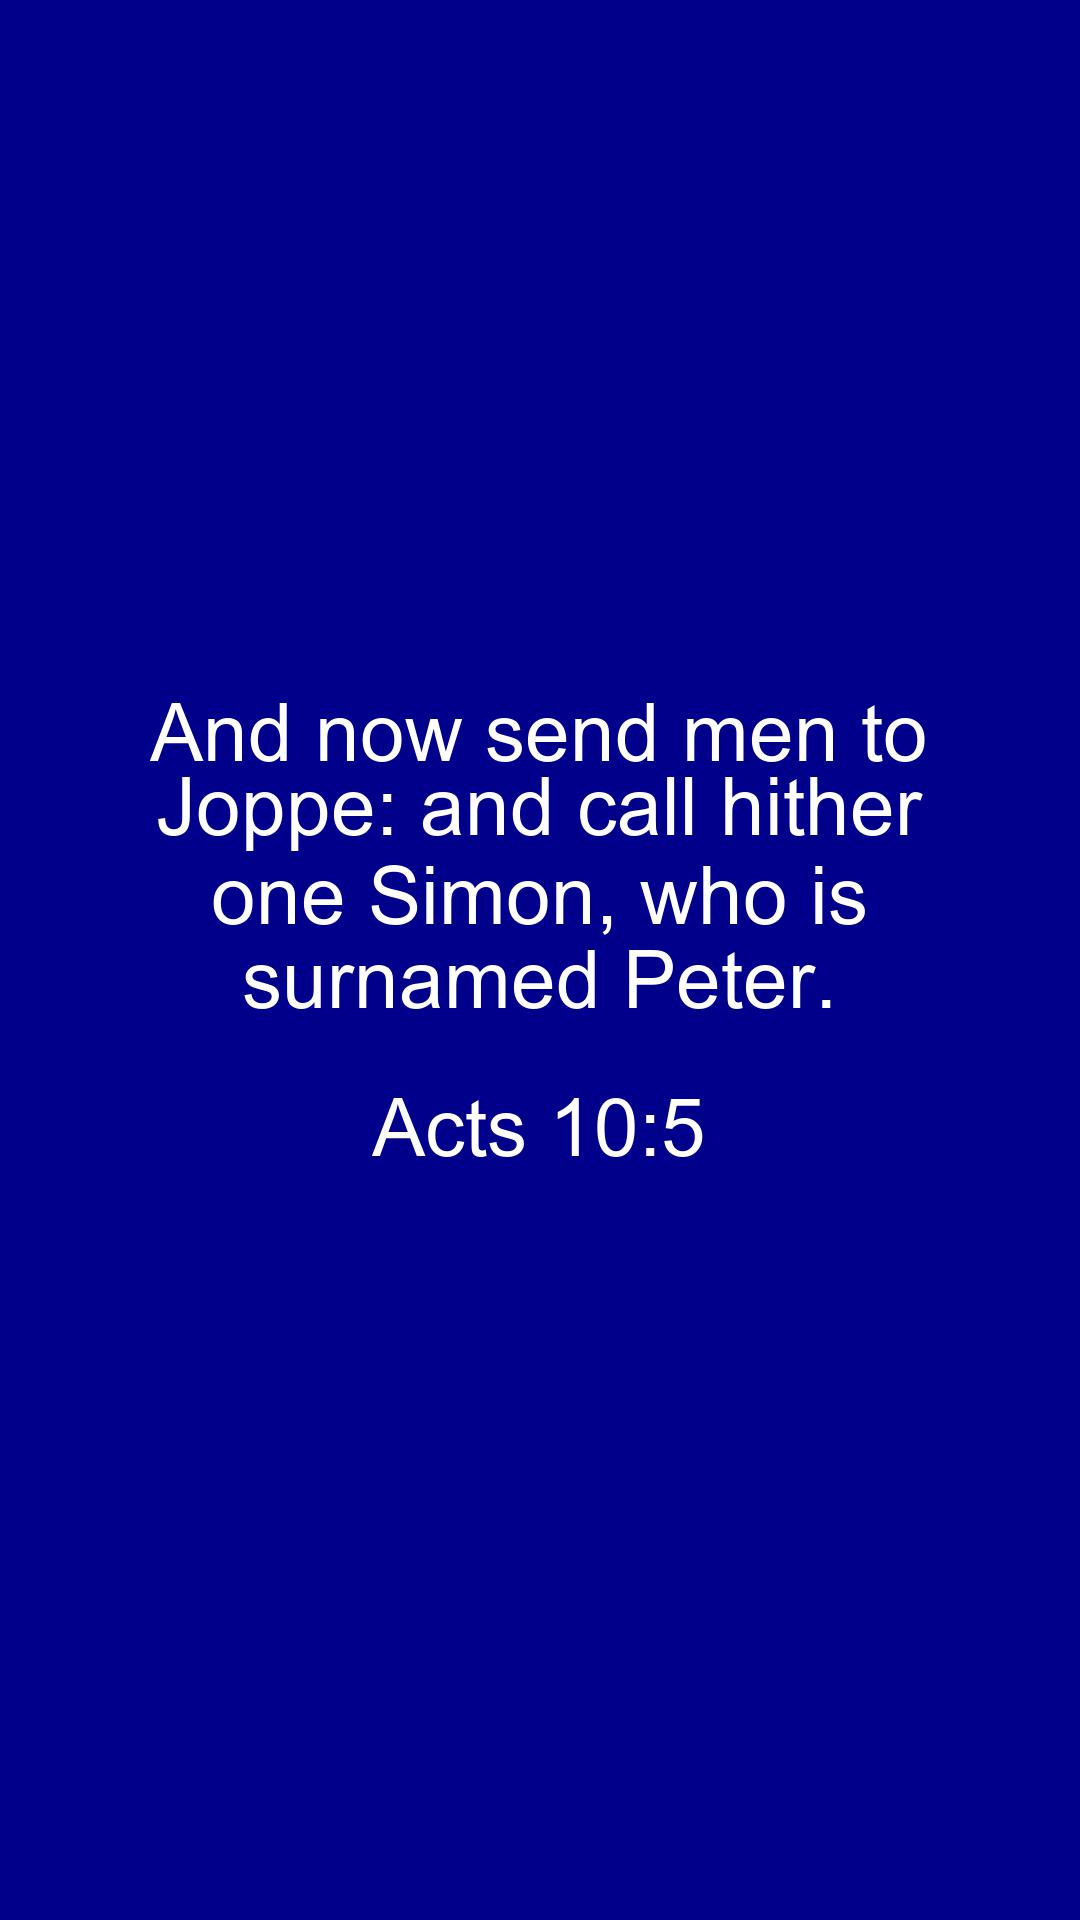 And now send men to
Joppe: and call hither
one Simon, who is
surnamed Peter.
Acts 10:5